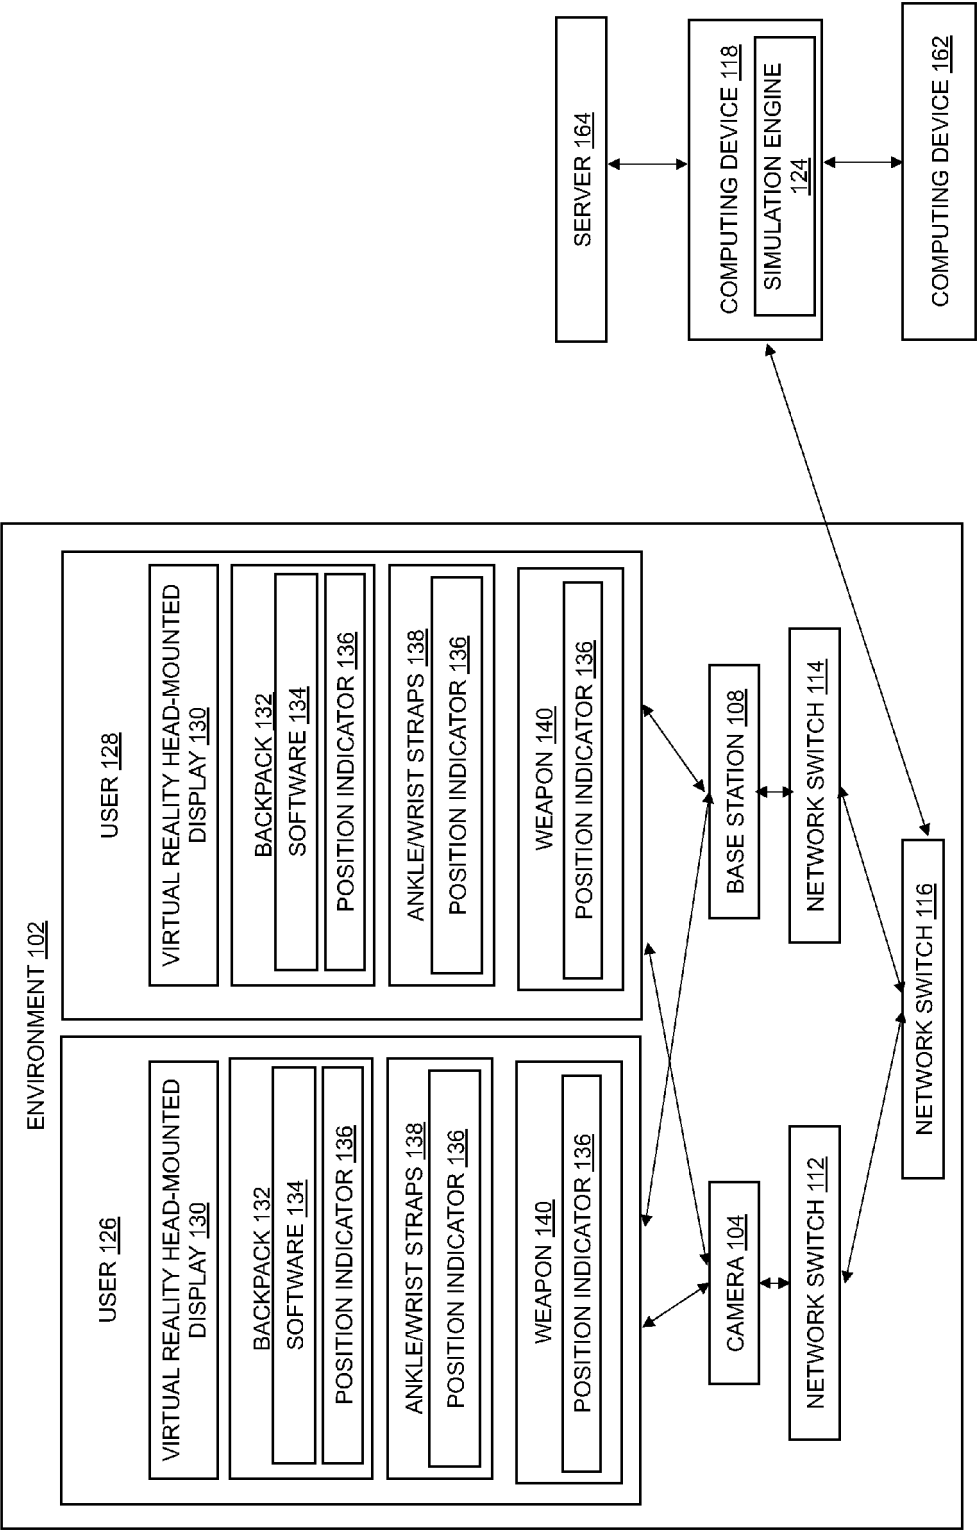 ENVIRONMENT 102
USER 126
VIRTUAL REALITY HEAD-MOUNTED
DISPLAY 130
BACKPACK 132
SOFTWARE 134
POSITION INDICATOR 136
ANKLE/WRIST STRAPS 138
POSITION INDICATOR 136
WEAPON 140
POSITION INDICATOR 136
USER 128
VIRTUAL REALITY HEAD-MOUNTED
DISPLAY 130
BACKPACK 132
SOFTWARE 134
POSITION INDICATOR 136
ANKLE/WRIST STRAPS 138
POSITION INDICATOR 136
WEAPON 140
POSITION INDICATOR 136
CAMERA 104
BASE STATION 108
NETWORK SWITCH 112
NETWORK SWITCH 114
NETWORK SWITCH 116
SERVER 164
COMPUTING DEVICE 118
SIMULATION ENGINE
124
COMPUTING DEVICE 162